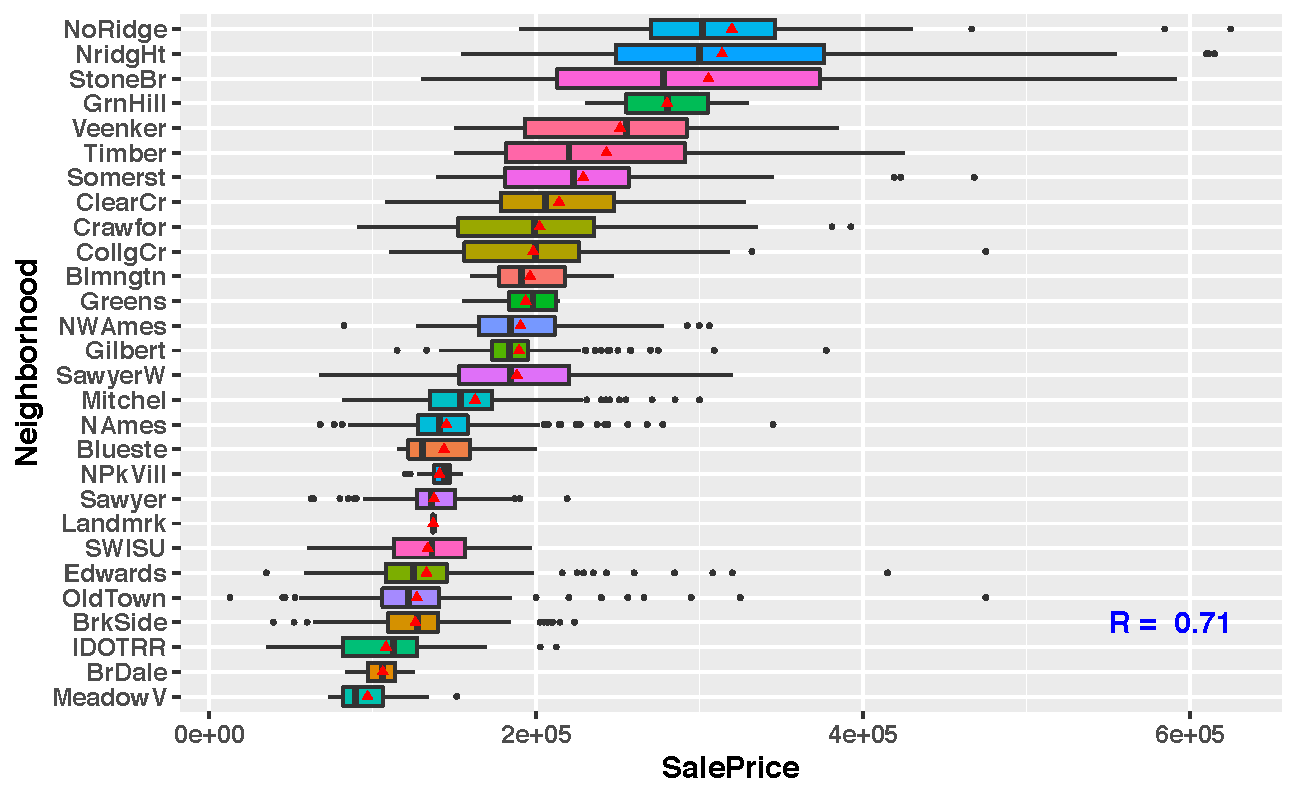 NoRidge
NridgHt
StoneBr
GrnHill
Veenker
Timber
Somerst
ClearCr
Crawfor
CollgCr
Blmngtn
Greens
NWAmes
Gilbert
SawyerW
Mitchel
NAmes
Blueste
NPkVill
Sawyer
Landmrk
SWISU
Edwards
OldTown
BrkSide
IDOTRR
BrDale
MeadowV
Neighborhood
R = 0.71
0e+00 2e+05 4e+05 6e+05
SalePrice